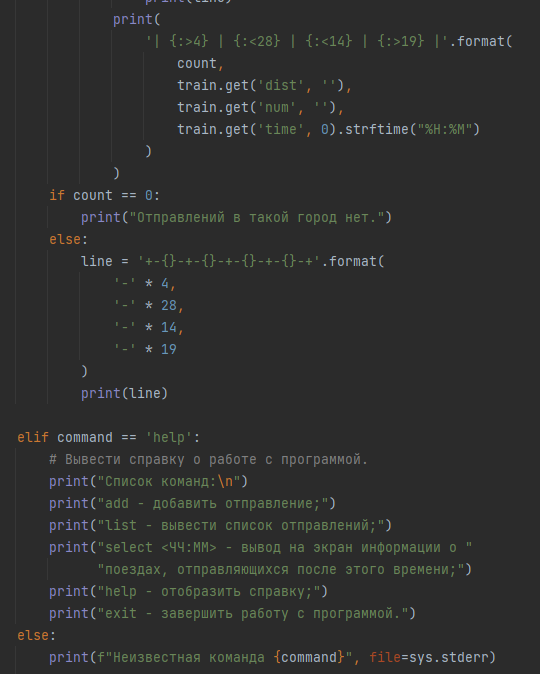 print(line)
print(
'| {:>4} | {:<28} | {:<14} | {:>19} |'.format(
count,
train.get('dist', ''),
train.get('num', ''),
train.get('time', 0).strftime("%H:%M")
)
)
if count == 0:
print("Отправлений в такой город нет.")
else:
line = '+-{}-+-{}-+-{}-+-{}-+'.format(
'-' * 4,
'-' * 28,
'-' * 14,
'-' * 19
)
print(line)
elif command == 'help':
# Вывести справку о работе с программой.
print("Список команд:\n")
print("add - добавить отправление;")
print("list - вывести список отправлений;")
print("select <ЧЧ:ММ> - вывод на экран информации о "
"поездах, отправляющихся после этого времени;")
print("help - отобразить справку;")
print("exit - завершить работу с программой.")
else:
print(f"Неизвестная команда {command}", file=sys.stderr)